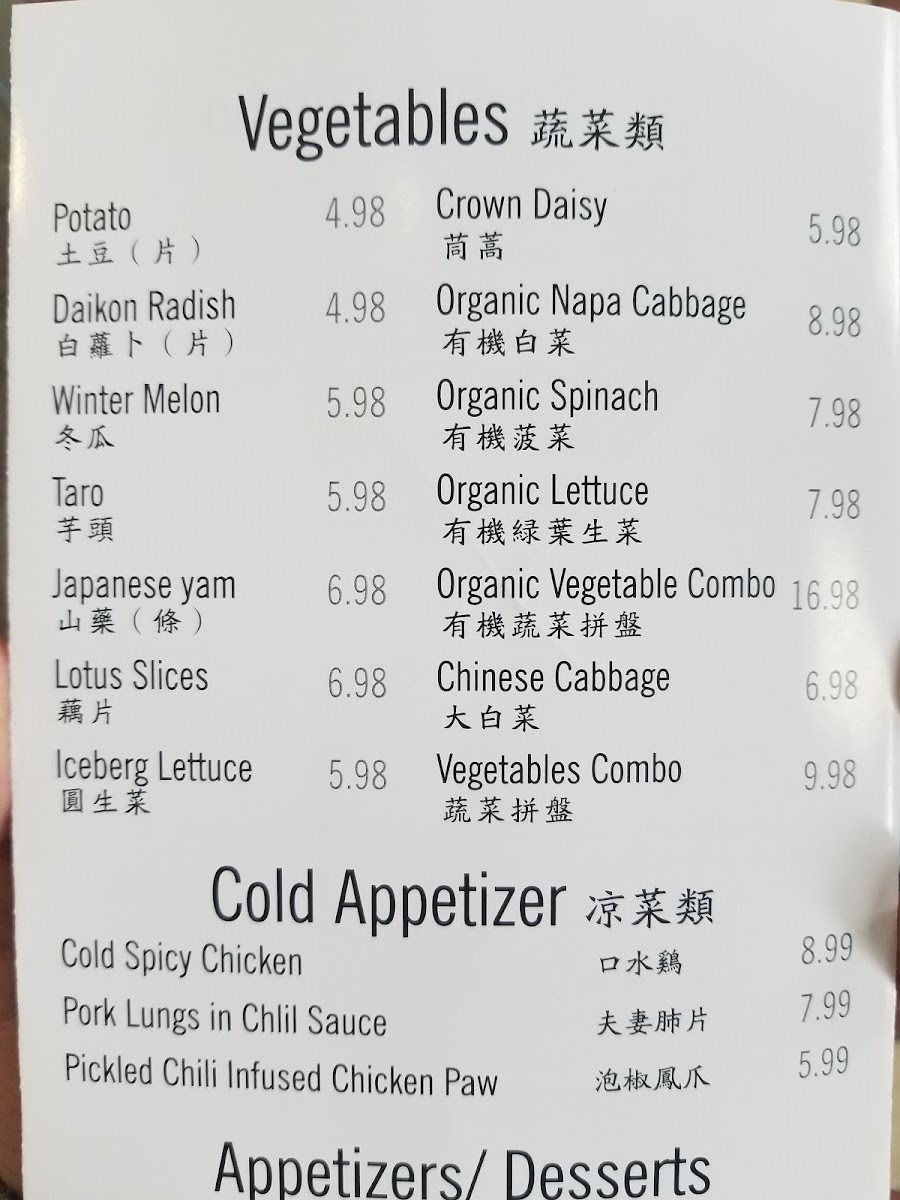 Vegetables 蔬菜類
Potato 4.98
土豆（片）
Daikon Radish 4.98
白蘿卜（片）
Winter Melon 5.98
冬瓜
Taro 5.98
芋頭
Japanese yam 6.98
山藥（條）
Lotus Slices 6.98
藕片
Iceberg Lettuce 5.98
圓生菜
Crown Daisy 5.98
茼蒿
Organic Napa Cabbage 8.98
有機白菜
Organic Spinach 7.98
有機菠菜
Organic Lettuce 7.98
有機緑葉生菜
Organic Vegetable Combo 16.98
有機蔬菜拼盤
Chinese Cabbage 6.98
大白菜
Vegetables Combo 9.98
蔬菜拼盤
Cold Appetizer 凉菜類
Cold Spicy Chicken 口水鷄 8.99
Pork Lungs in Chlil Sauce 夫妻肺片 7.99
Pickled Chili Infused Chicken Paw 泡椒鳳爪 5.99
Appetizers/ Desserts